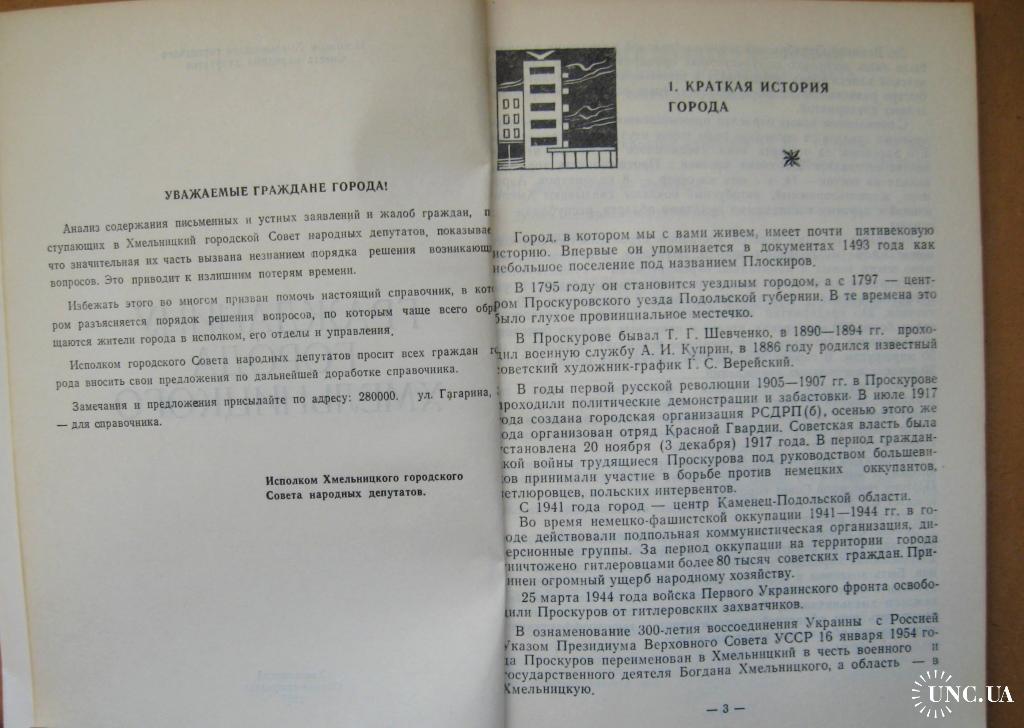 УВАЖАЕМЫЕ ГРАЖДАНЕ ГОРОДА!
Анализ содержания письменных и устных заявлений и жалоб граждан, п
ступающих в Хмельницкий городской Совет народных депутатов, показывае
что значительная их часть вызвана незнанием порядка решения возникающи
вопросов. Это приводит к излишним потерям времени.
Избежать этого во многом призван помочь настоящий справочник, в кото
ром разъясняется порядок решения вопросов, по которым чаще всего обра
щаются жители города в исполком, его отделы и управления.
Исполком городского Совета народных депутатов просит всех граждан го
рода вносить свои предложения по дальнейшей доработке справочника.
Замечания и предложения присылайте по адресу: 280000. ул. Гагарина,
— для справочника.
Исполком Хмельницкого городского
Совета народных депутатов.
1. КРАТКАЯ ИСТОРИЯ
ГОРОДА
Город, в котором мы с вами живем, имеет почти пятивековую
историю. Впервые он упоминается в документах 1493 года как
небольшое поселение под названием Плоскиров.
В 1795 году он становится уездным городом, а с 1797 — цент-
ром Проскуровского уезда Подольской губернии. В те времена это
было глухое провинциальное местечко.
В Проскурове бывал Т. Г. Шевченко, в 1890—1894 гг. прохо-
дил военную службу А. И. Куприн, в 1886 году родился известный
советский художник-график Г. С. Верейский.
В годы первой русской революции 1905—1907 гг. в Проскурове
проходили политические демонстрации и забастовки. В июле 1917
года создана городская организация РСДРП(б), осенью этого же
года организован отряд Красной Гвардии. Советская власть была
установлена 20 ноября (3 декабря) 1917 года. В период граждан-
ской войны трудящиеся Проскурова под руководством большеви-
ков принимали участие в борьбе против немецких оккупантов,
петлюровцев, польских интервентов.
С 1941 года город — центр Каменец-Подольской области.
Во время немецко-фашистской оккупации 1941—1944 гг. в го-
роде действовали подпольная коммунистическая организация, ди-
версионные группы. За период оккупации на территории города
уничтожено гитлеровцами более 80 тысяч советских граждан. При-
чинен огромный ущерб народному хозяйству.
25 марта 1944 года войска Первого Украинского фронта освобо-
дили Проскуров от гитлеровских захватчиков.
В ознаменование 300-летия воссоединения Украины с Россией
Указом Президиума Верховного Совета УССР 16 января 1954 го-
да Проскуров переименован в Хмельницкий в честь военного и
государственного деятеля Богдана Хмельницкого, а область — в
Хмельницкую.
— 3 —
UNC.UA